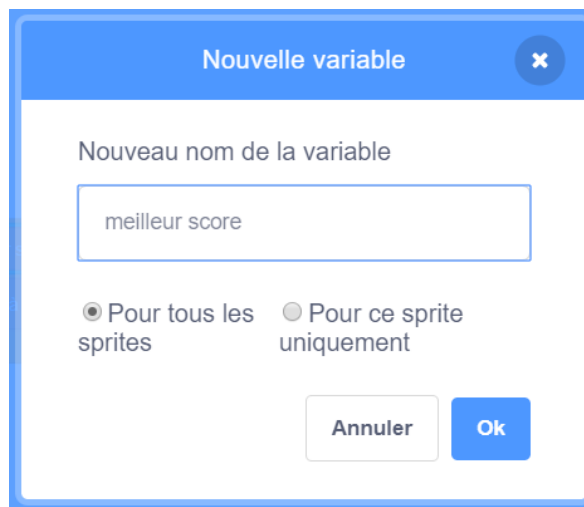 Nouvelle variable
Nouveau nom de la variable
meilleur score
Pour tous les
sprites
Pour ce sprite
uniquement
Annuler
Ok